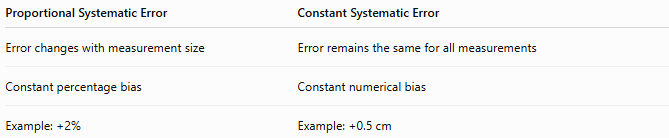 Proportional Systematic Error Constant Systematic Error
Error changes with measurement size Error remains the same for all measurements
Constant percentage bias Constant numerical bias
Example: +2% Example: +0.5 cm